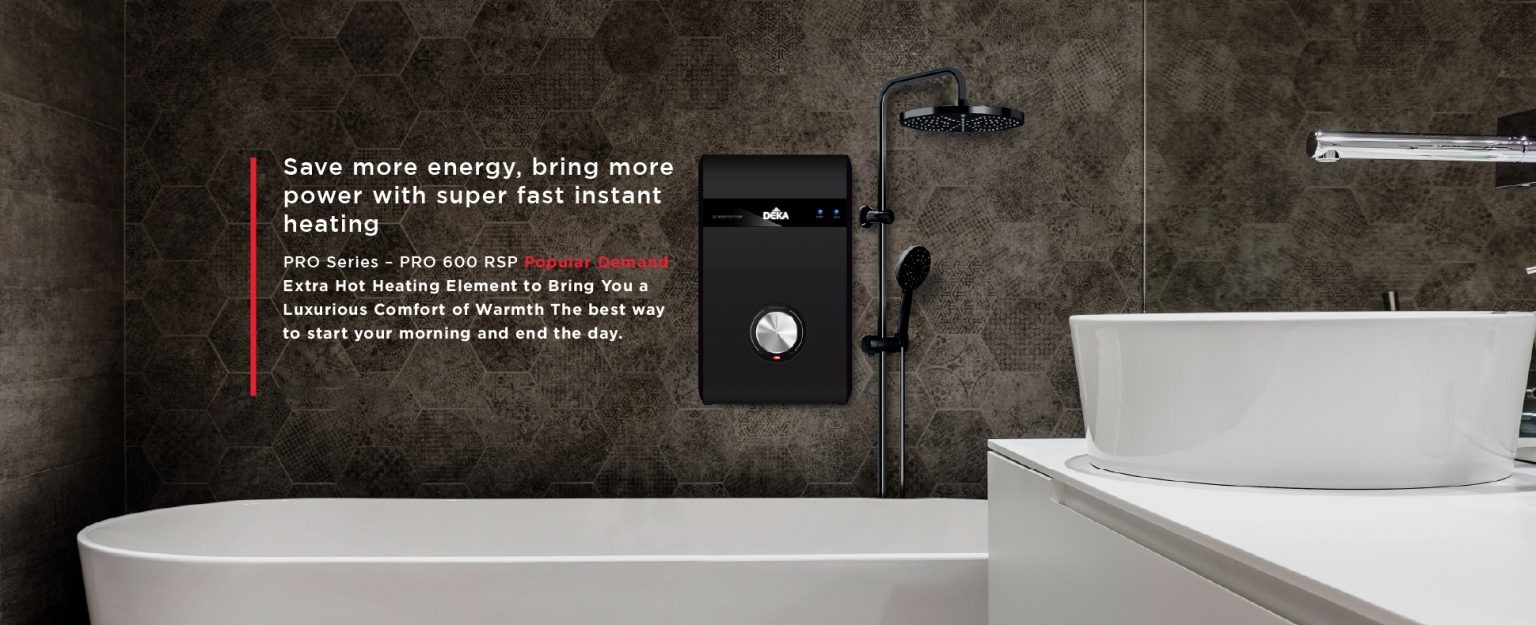 Save more energy, bring more
power with super fast instant
heating
PRO Series – PRO 600 RSP Popular Demand
Extra Hot Heating Element to Bring You a
Luxurious Comfort of Warmth The best way
to start your morning and end the day.
DEKA